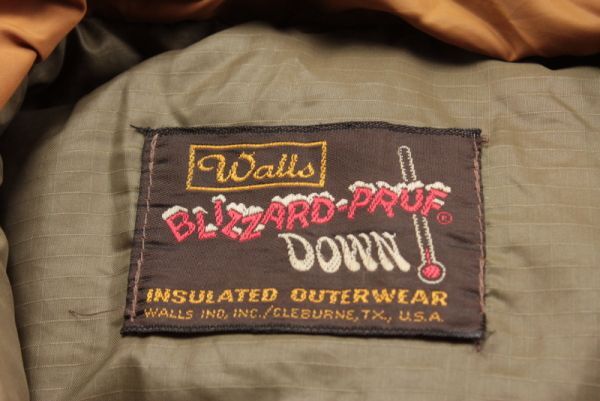 Walls
BLIZZARD-PRUF®
DOWN
INSULATED OUTERWEAR
WALLS IND, INC./CLEBURNE, TX., U.S.A.